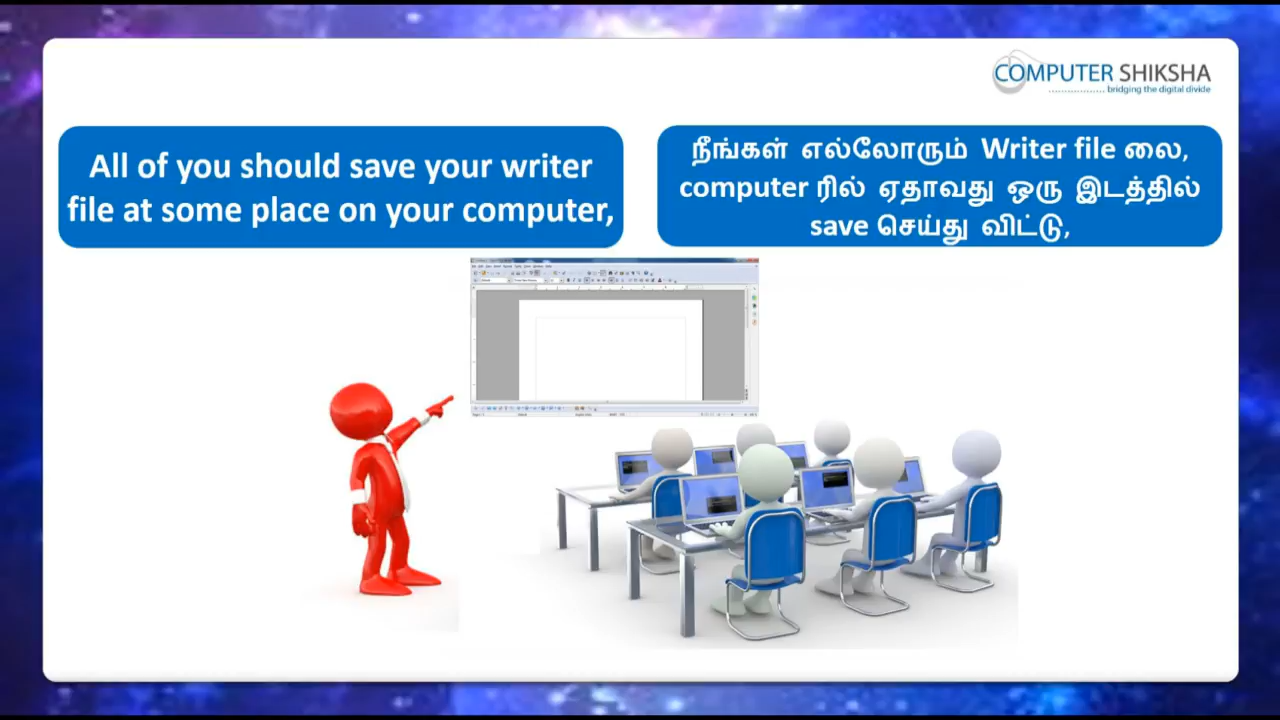 COMPUTER SHIKSHA
bridging the digital divide
All of you should save your writer
file at some place on your computer,
நீங்கள் எல்லோரும் Writer file லை,
computer ரில் ஏதாவது ஒரு இடத்தில்
save செய்து விட்டு,